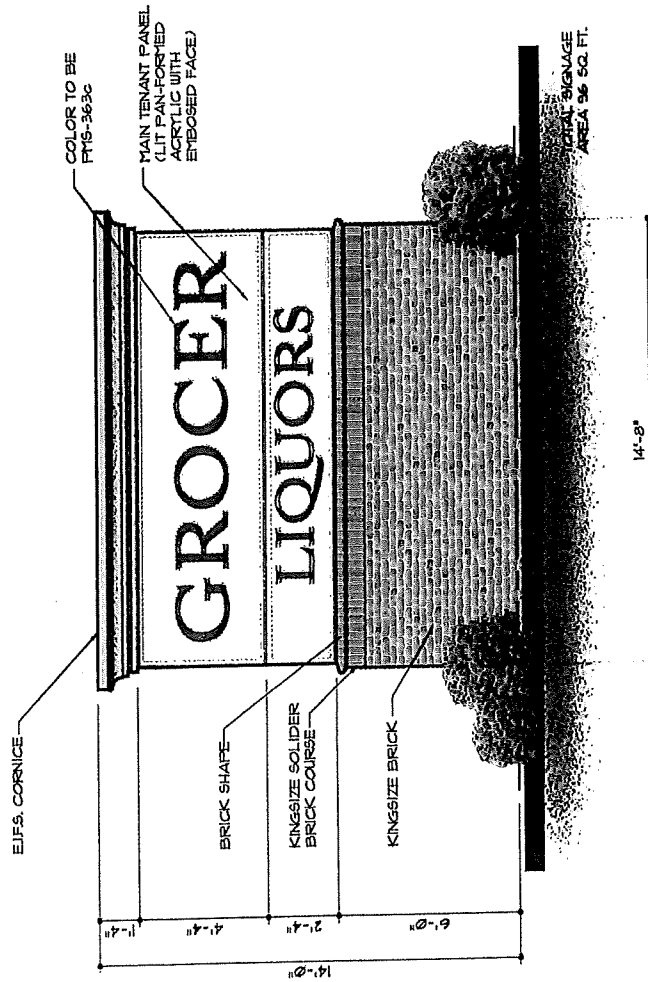 E.I.F.S. CORNICE
COLOR TO BE
PMS-363c
MAIN TENANT PANEL
(LIT PAN-FORMED
ACRYLIC WITH
EMBOSED FACE)
GROCER
LIQUORS
BRICK SHAPE
KINGSIZE SOLIDER
BRICK COURSE
KINGSIZE BRICK
1'-4"
4'-4"
2'-4"
6'-0"
14'-0"
14'-8"
TOTAL SIGNAGE
AREA 96 SQ FT.